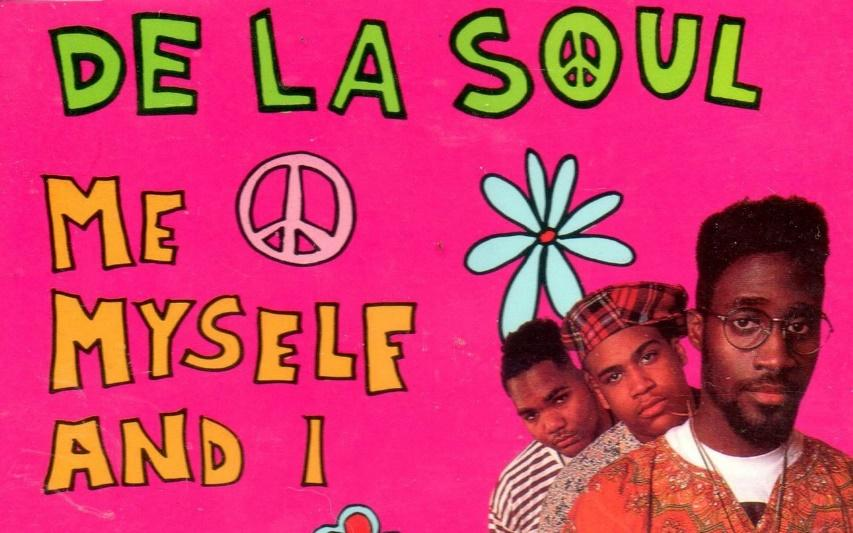 DE LA SOUL
ME
MYSELF
AND I